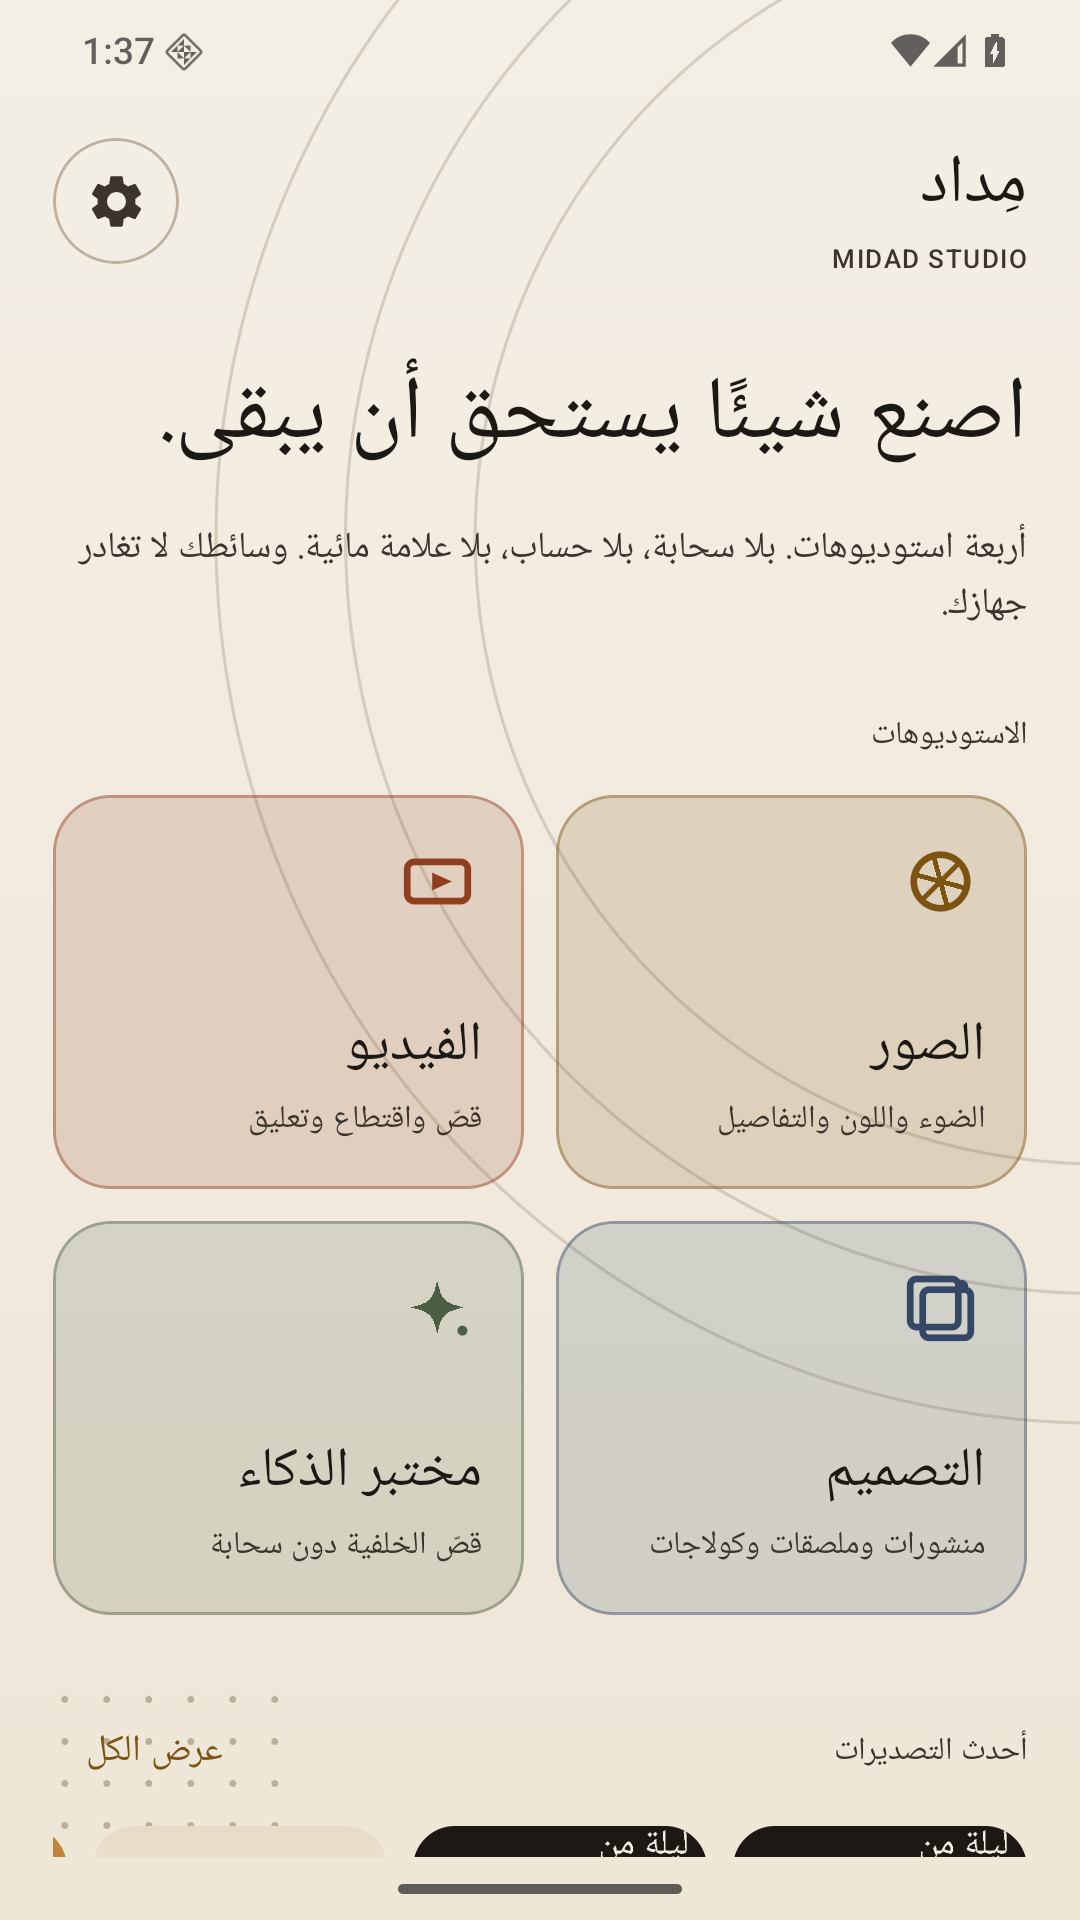 1:37
مِداد
MIDAD STUDIO
اصنع شيئًا يستحق أن يبقى.
أربعة استوديوهات. بلا سحابة، بلا حساب، بلا علامة مائية. وسائطك لا تغادر
جهازك.
الاستوديوهات
الصور
الضوء واللون والتفاصيل
الفيديو
قصّ واقتطاع وتعليق
التصميم
منشورات وملصقات وكولاجات
مختبر الذكاء
قصّ الخلفية دون سحابة
أحدث التصديرات
عرض الكل
ليلة من
ليلة من